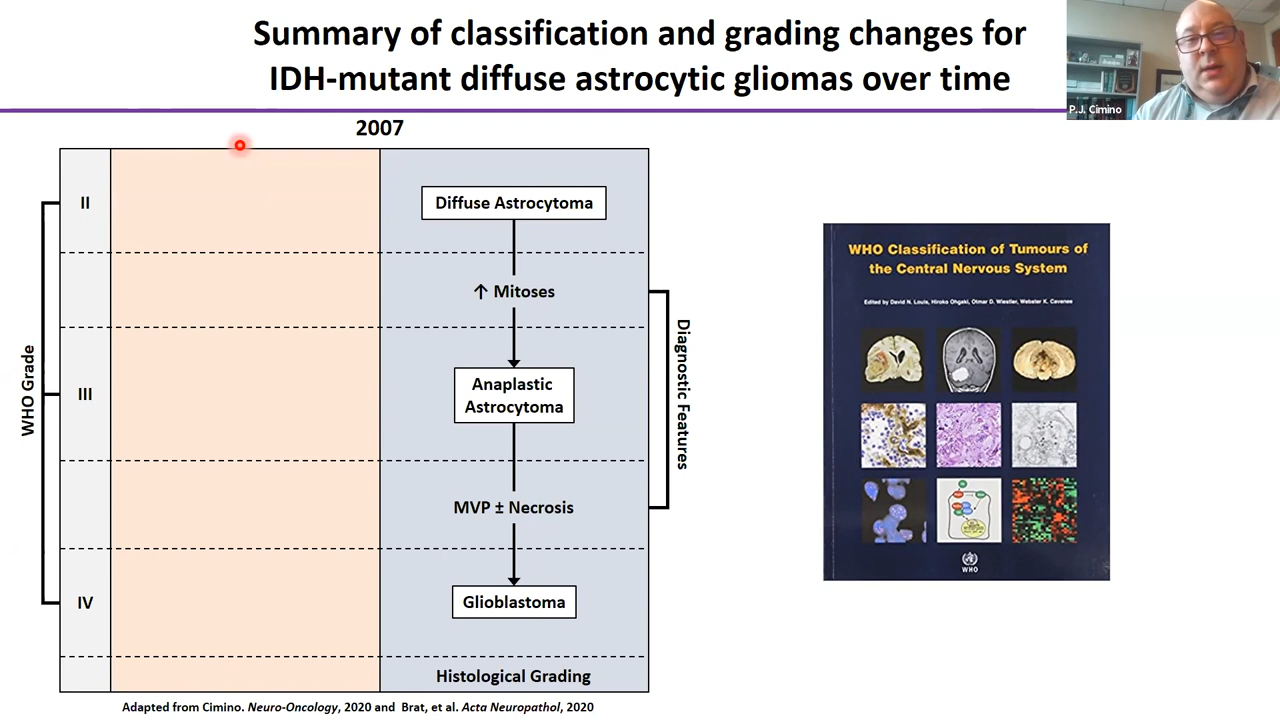 Summary of classification and grading changes for
IDH-mutant diffuse astrocytic gliomas over time
P.J. Cimino
2007
WHO Grade
II
III
IV
Diffuse Astrocytoma
↑ Mitoses
Anaplastic
Astrocytoma
MVP ± Necrosis
Glioblastoma
Histological Grading
Diagnostic Features
Adapted from Cimino. Neuro-Oncology, 2020 and Brat, et al. Acta Neuropathol, 2020
WHO Classification of Tumours of
the Central Nervous System
Edited by David N. Louis, Hiroko Ohgaki, Otmar D. Wiestler, Webster K. Cavenee
WHO